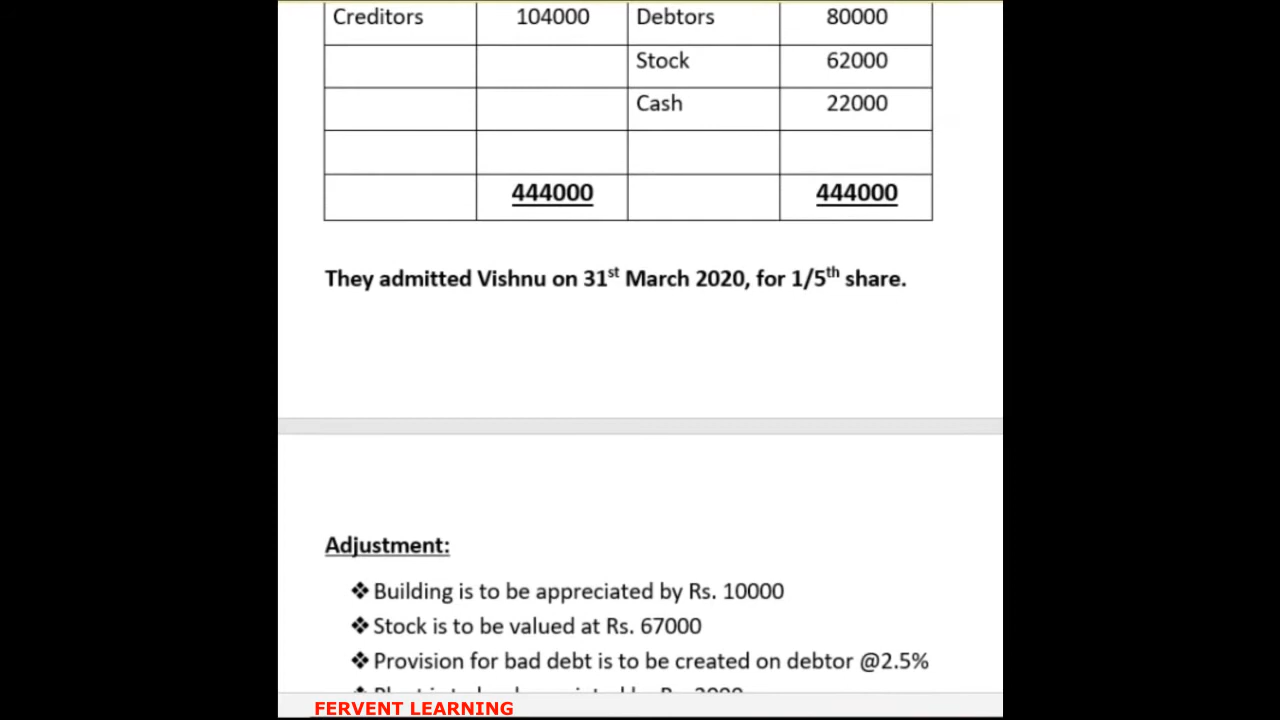 Creditors 104000 Debtors 80000
Stock 62000
Cash 22000
444000 444000
They admitted Vishnu on 31st March 2020, for 1/5th share.
Adjustment:
❖ Building is to be appreciated by Rs. 10000
❖ Stock is to be valued at Rs. 67000
❖ Provision for bad debt is to be created on debtor @2.5%
FERVENT LEARNING